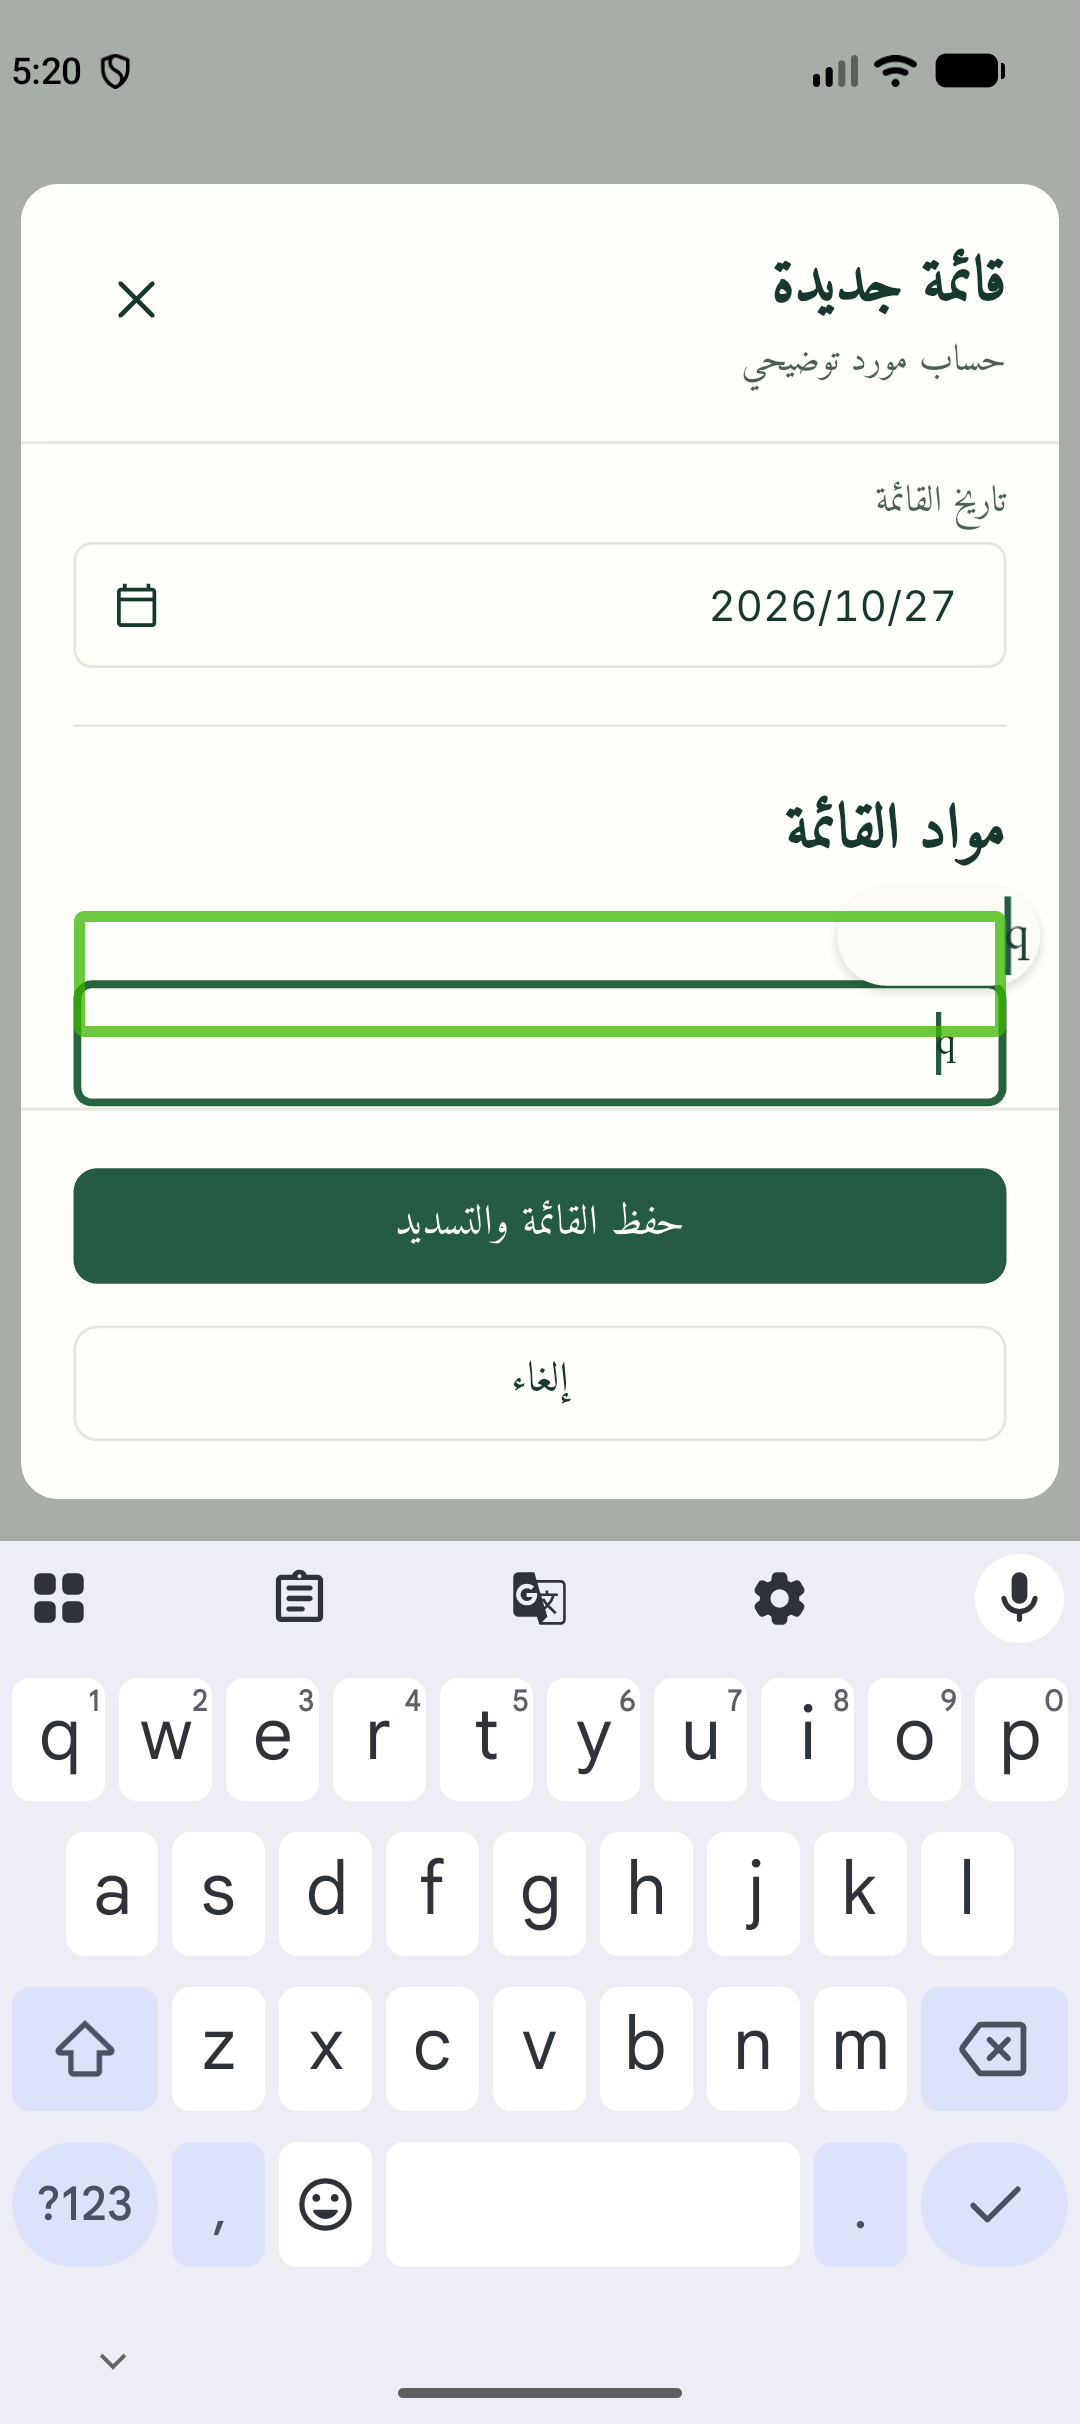 5:20
قائمة جديدة
حساب مورد توضيحي
تاريخ القائمة
2026/10/27
مواد القائمة
q
q
حفظ القائمة والتسديد
إلغاء
q 1 w 2 e 3 r 4 t 5 y 6 u 7 i 8 o 9 p 0
a s d f g h j k l
z x c v b n m
?123 , .